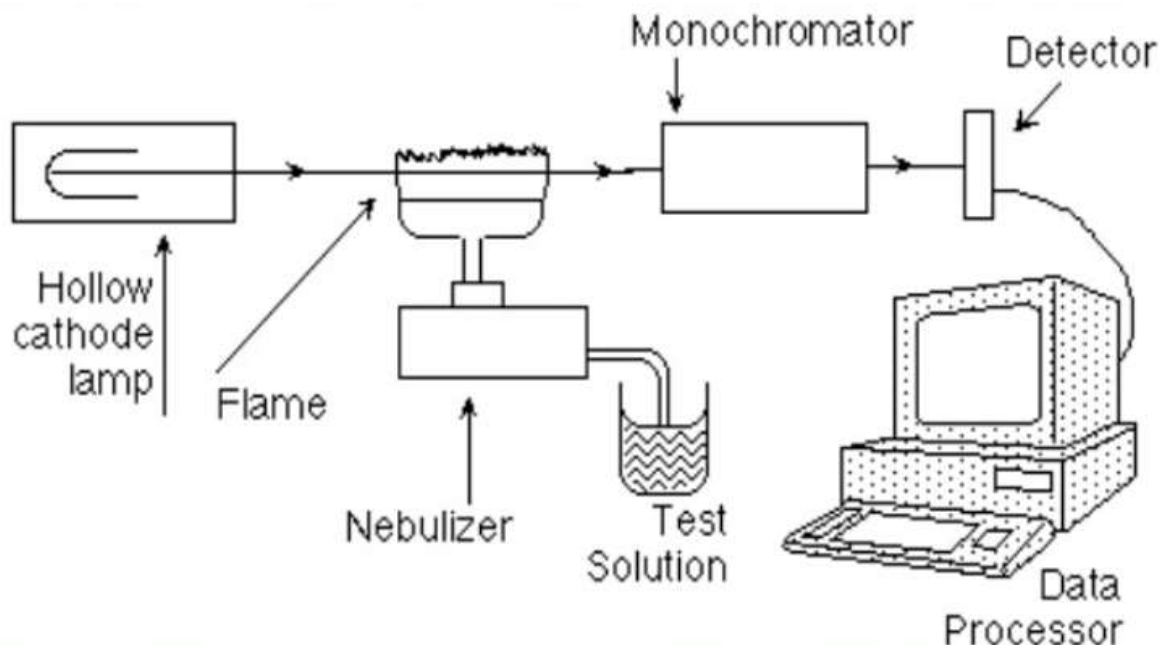 Monochromator
Detector
Hollow
cathode
lamp
Flame
Nebulizer
Test
Solution
Data
Processor